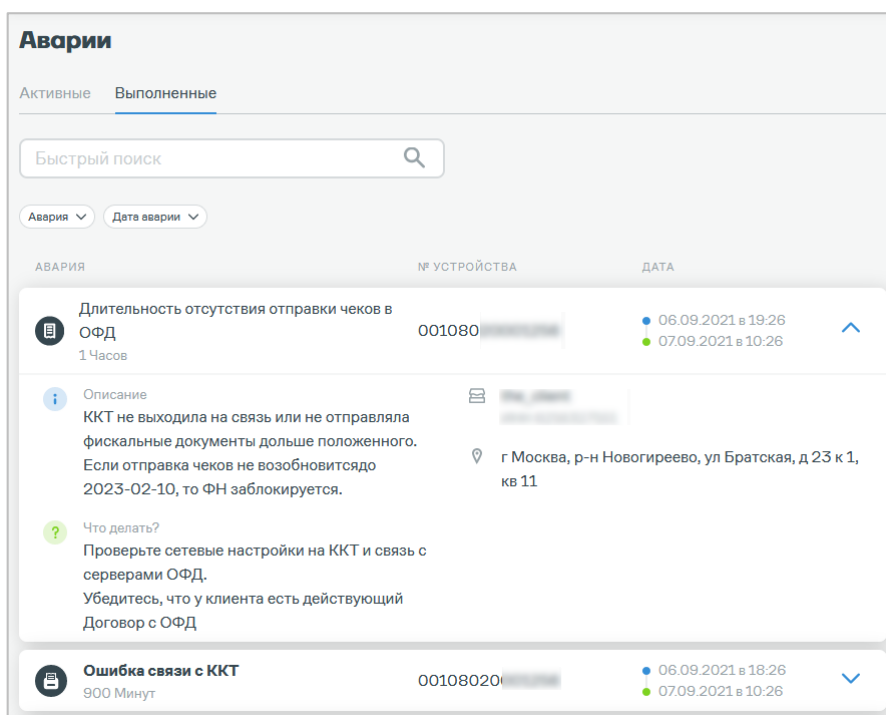 Аварии
Активные Выполненные
Быстрый поиск
Авария Дата аварии
АВАРИЯ № УСТРОЙСТВА ДАТА
Длительность отсутствия отправки чеков в
ОФД
1 Часов
001080
06.09.2021 в 19:26
07.09.2021 в 10:26
Описание
ККТ не выходила на связь или не отправляла
фискальные документы дольше положенного.
Если отправка чеков не возобновитсядо
2023-02-10, то ФН заблокируется.
г Москва, р-н Новогиреево, ул Братская, д 23 к 1,
кв 11
Что делать?
Проверьте сетевые настройки на ККТ и связь с
серверами ОФД.
Убедитесь, что у клиента есть действующий
Договор с ОФД
Ошибка связи с ККТ
900 Минут
00108020
06.09.2021 в 18:26
07.09.2021 в 10:26